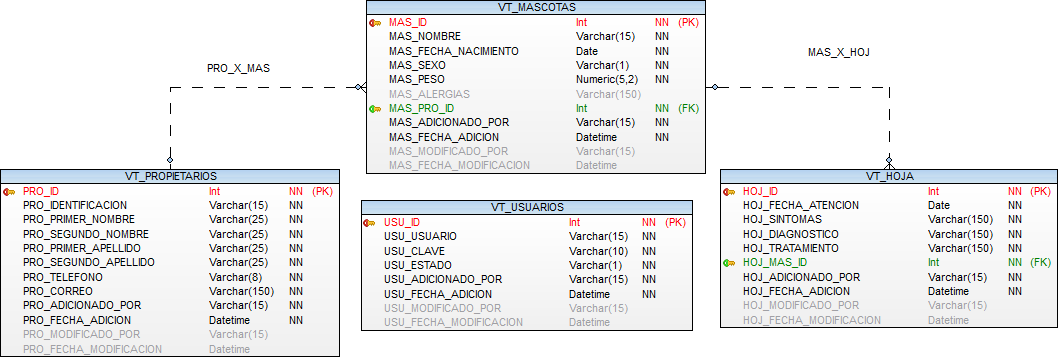 VT_MASCOTAS
MAS_ID Int NN (PK)
MAS_NOMBRE Varchar(15) NN
MAS_FECHA_NACIMIENTO Date NN
MAS_SEXO Varchar(1) NN
MAS_PESO Numeric(5,2) NN
MAS_ALERGIAS Varchar(150)
MAS_PRO_ID Int NN (FK)
MAS_ADICIONADO_POR Varchar(15) NN
MAS_FECHA_ADICION Datetime NN
MAS_MODIFICADO_POR Varchar(15)
MAS_FECHA_MODIFICACION Datetime
PRO_X_MAS
MAS_X_HOJ
VT_PROPIETARIOS
PRO_ID Int NN (PK)
PRO_IDENTIFICACION Varchar(15) NN
PRO_PRIMER_NOMBRE Varchar(25) NN
PRO_SEGUNDO_NOMBRE Varchar(25) NN
PRO_PRIMER_APELLIDO Varchar(25) NN
PRO_SEGUNDO_APELLIDO Varchar(25) NN
PRO_TELEFONO Varchar(8) NN
PRO_CORREO Varchar(150) NN
PRO_ADICIONADO_POR Varchar(15) NN
PRO_FECHA_ADICION Datetime NN
PRO_MODIFICADO_POR Varchar(15)
PRO_FECHA_MODIFICACION Datetime
VT_USUARIOS
USU_ID Int NN (PK)
USU_USUARIO Varchar(15) NN
USU_CLAVE Varchar(10) NN
USU_ESTADO Varchar(1) NN
USU_ADICIONADO_POR Varchar(15) NN
USU_FECHA_ADICION Datetime NN
USU_MODIFICADO_POR Varchar(15)
USU_FECHA_MODIFICACION Datetime
VT_HOJA
HOJ_ID Int NN (PK)
HOJ_FECHA_ATENCION Date NN
HOJ_SINTOMAS Varchar(150) NN
HOJ_DIAGNOSTICO Varchar(150) NN
HOJ_TRATAMIENTO Varchar(150) NN
HOJ_MAS_ID Int NN (FK)
HOJ_ADICIONADO_POR Varchar(15) NN
HOJ_FECHA_ADICION Datetime NN
HOJ_MODIFICADO_POR Varchar(15)
HOJ_FECHA_MODIFICACION Datetime